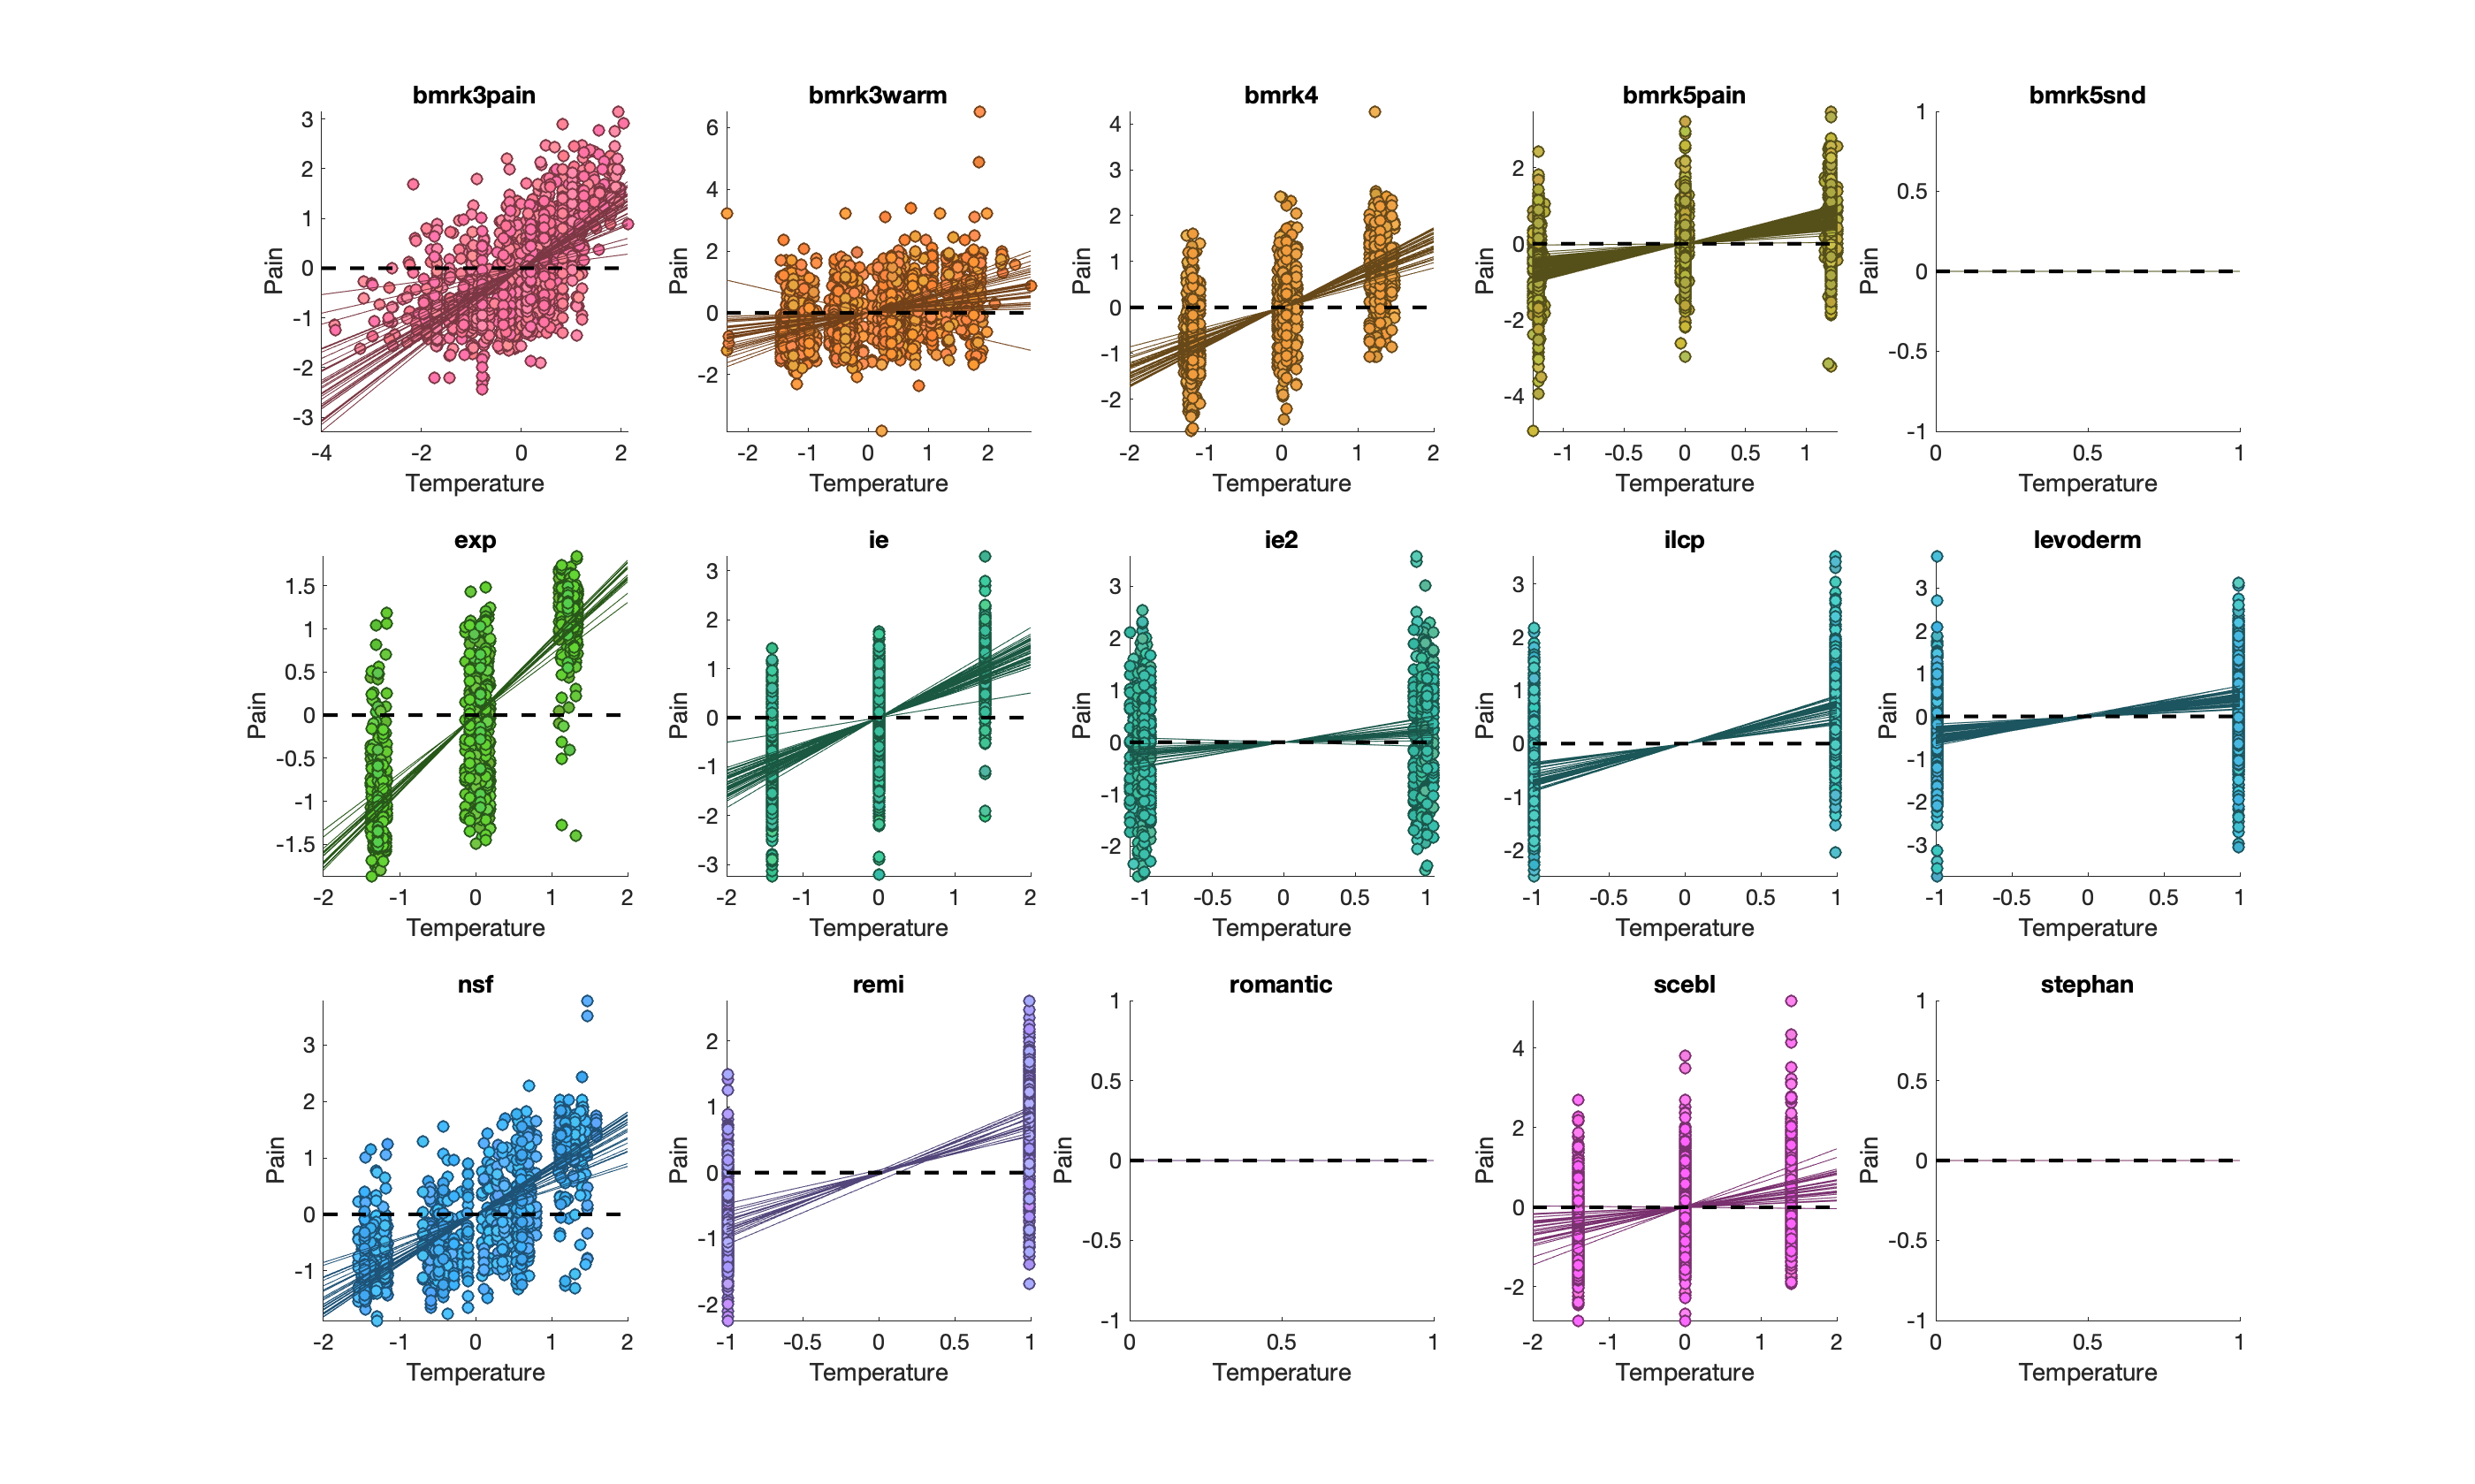 bmrk3pain
3
2
1
0
-1
-2
-3
Pain
-4 -2 0 2
Temperature
bmrk3warm
6
4
2
0
-2
Pain
-2 -1 0 1 2
Temperature
bmrk4
4
3
2
1
0
-1
-2
Pain
-2 -1 0 1 2
Temperature
bmrk5pain
2
0
-2
-4
Pain
-1 -0.5 0 0.5 1
Temperature
bmrk5snd
1
0.5
0
-0.5
-1
Pain
0 0.5 1
Temperature
exp
1.5
1
0.5
0
-0.5
-1
-1.5
Pain
-2 -1 0 1 2
Temperature
ie
3
2
1
0
-1
-2
-3
Pain
-2 -1 0 1 2
Temperature
ie2
3
2
1
0
-1
-2
Pain
-1 -0.5 0 0.5 1
Temperature
ilcp
3
2
1
0
-1
-2
Pain
-1 -0.5 0 0.5 1
Temperature
levoderm
3
2
1
0
-1
-2
-3
Pain
-1 -0.5 0 0.5 1
Temperature
nsf
3
2
1
0
-1
Pain
-2 -1 0 1 2
Temperature
remi
2
1
0
-1
-2
Pain
-1 -0.5 0 0.5 1
Temperature
romantic
1
0.5
0
-0.5
-1
Pain
0 0.5 1
Temperature
scebl
4
2
0
-2
Pain
-2 -1 0 1 2
Temperature
stephan
1
0.5
0
-0.5
-1
Pain
0 0.5 1
Temperature